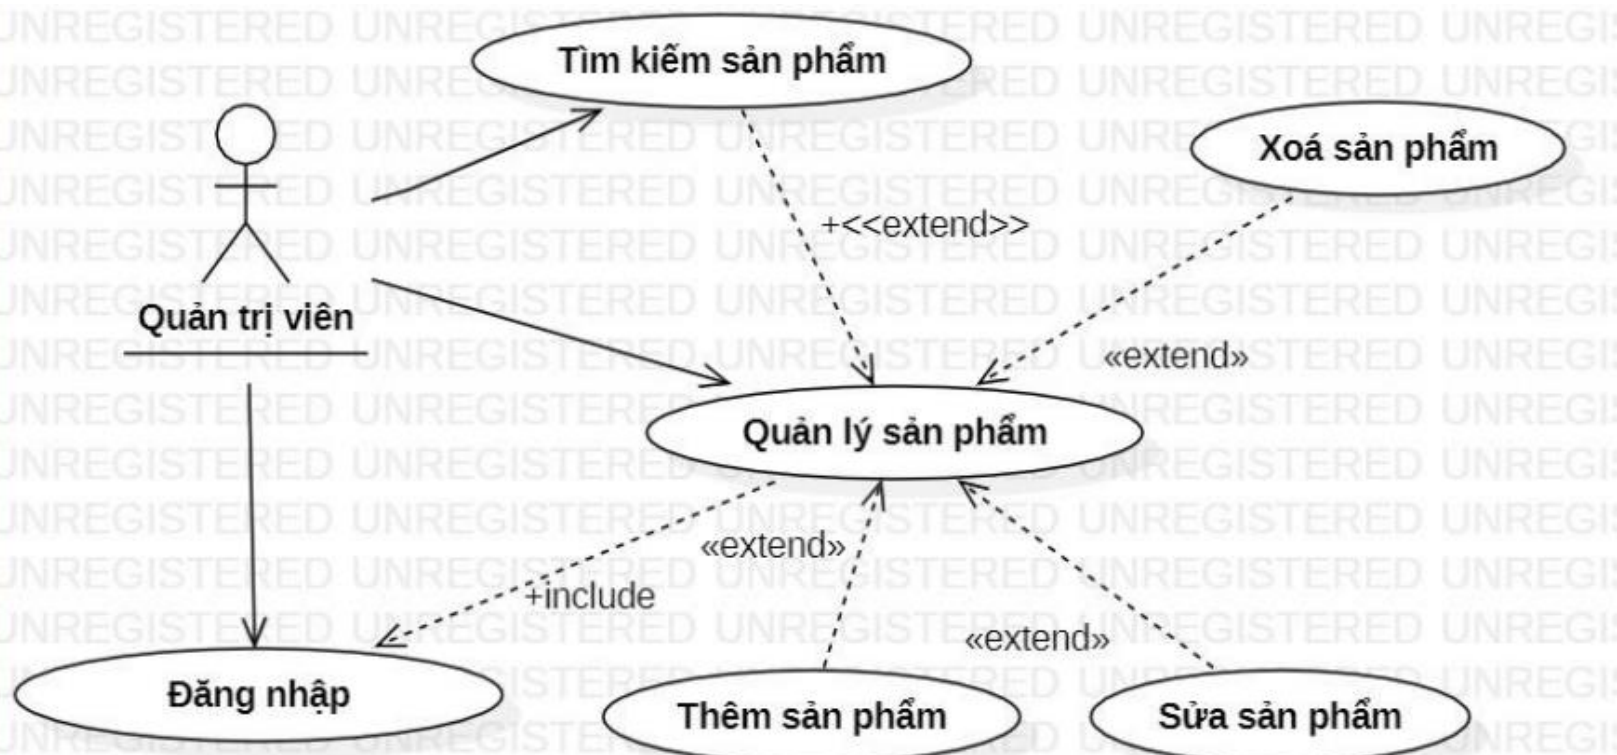 Tìm kiếm sản phẩm
Xoá sản phẩm
+<<extend>>
Quản trị viên
«extend»
Quản lý sản phẩm
«extend»
+include
«extend»
Đăng nhập
Thêm sản phẩm
Sửa sản phẩm
UNREGISTERED